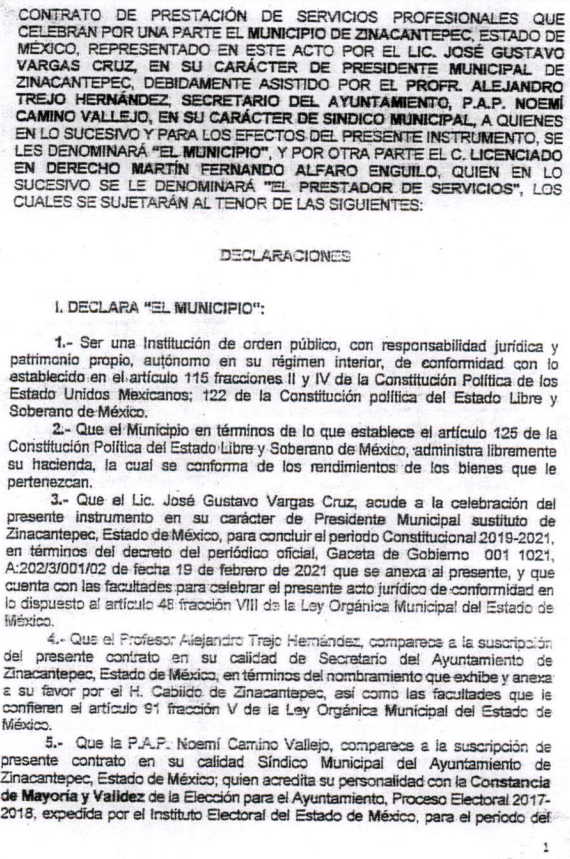 CONTRATO DE PRESTACIÓN DE SERVICIOS PROFESIONALES QUE
CELEBRAN POR UNA PARTE EL MUNICIPIO DE ZINACANTEPEC, ESTADO DE
MÉXICO, REPRESENTADO EN ESTE ACTO POR EL LIC. JOSÉ GUSTAVO
VARGAS CRUZ, EN SU CARÁCTER DE PRESIDENTE MUNICIPAL DE
ZINACANTEPEC, DEBIDAMENTE ASISTIDO POR EL PROFR. ALEJANDRO
TREJO HERNÁNDEZ, SECRETARIO DEL AYUNTAMIENTO, P.A.P. NOEMÍ
CAMINO VALLEJO, EN SU CARÁCTER DE SINDICO MUNICIPAL, A QUIENES
EN LO SUCESIVO Y PARA LOS EFECTOS DEL PRESENTE INSTRUMENTO, SE
LES DENOMINARÁ "EL MUNICIPIO", Y POR OTRA PARTE EL C. LICENCIADO
EN DERECHO MARTÍN FERNANDO ALFARO ENGUILO, QUIEN EN LO
SUCESIVO SE LE DENOMINARÁ "EL PRESTADOR DE SERVICIOS", LOS
CUALES SE SUJETARÁN AL TENOR DE LAS SIGUIENTES:
DECLARACIONES
I. DECLARA "EL MUNICIPIO":
1.- Ser una Institución de orden público, con responsabilidad jurídica y
patrimonio propio, autónomo en su régimen interior, de conformidad con lo
establecido en el artículo 115 fracciones II y IV de la Constitución Política de los
Estado Unidos Mexicanos; 122 de la Constitución política del Estado Libre y
Soberano de México.
2.- Que el Municipio en términos de lo que establece el artículo 125 de la
Constitución Política del Estado Libre y Soberano de México, administra libremente
su hacienda, la cual se conforma de los rendimientos de los bienes que le
pertenezcan.
3.- Que el Lic. José Gustavo Vargas Cruz, acude a la celebración del
presente instrumento en su carácter de Presidente Municipal sustituto de
Zinacantepec, Estado de México, para concluir el periodo Constitucional 2019-2021,
en términos del decreto del periódico oficial, Gaceta de Gobierno 001 1021,
A:202/3/001/02 de fecha 19 de febrero de 2021 que se anexa al presente, y que
cuenta con las facultades para celebrar el presente acto jurídico de conformidad en
lo dispuesto al artículo 48 fracción VIII de la Ley Orgánica Municipal del Estado de
México.
4.- Que el Profesor Alejandro Trejo Hernández, comparece a la suscripción
del presente contrato en su calidad de Secretario del Ayuntamiento de
Zinacantepec, Estado de México, en términos del nombramiento que exhibe y anexa
a su favor por el H. Cabildo de Zinacantepec, así como las facultades que le
confieren el artículo 91 fracción V de la Ley Orgánica Municipal del Estado de
México.
5.- Que la P.A.P. Noemí Camino Vallejo, comparece a la suscripción de
presente contrato en su calidad Síndico Municipal del Ayuntamiento de
Zinacantepec, Estado de México; quien acredita su personalidad con la Constancia
de Mayoría y Validez de la Elección para el Ayuntamiento, Proceso Electoral 2017-
2018, expedida por el Instituto Electoral del Estado de México, para el periodo del
1